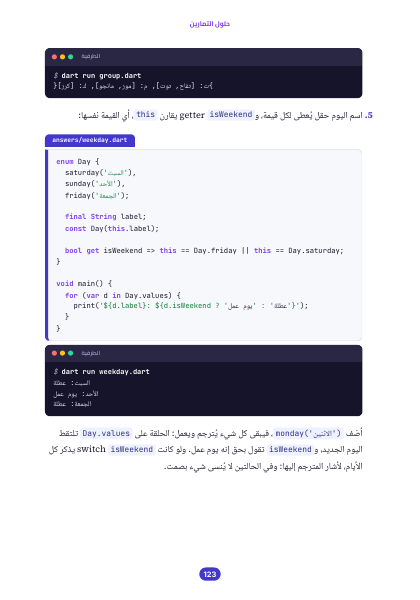 حلول التمارين
الطرفية
$ dart run group.dart
{ت: [تفاح, توت], م: [موز, مانجو], ك: [كرز]}
5. اسم اليوم حقل يُعطى لكل قيمة، و isWeekend getter يقارن this، أي القيمة نفسها:
answers/weekday.dart
enum Day {
saturday('السبت'),
sunday('الأحد'),
friday('الجمعة');
final String label;
const Day(this.label);
bool get isWeekend => this == Day.friday || this == Day.saturday;
}
void main() {
for (var d in Day.values) {
print('${d.label}: ${d.isWeekend ? 'عطلة' : 'يوم عمل'}');
}
}
الطرفية
$ dart run weekday.dart
السبت: عطلة
الأحد: يوم عمل
الجمعة: عطلة
أضف monday('الاثنين')، فيبقى كل شيء يُترجم ويعمل: الحلقة على Day.values تلتقط
اليوم الجديد، و isWeekend تقول بحق إنه يوم عمل. ولو كانت isWeekend switch يذكر كل
الأيام، لأشار المترجم إليها؛ وفي الحالتين لا يُنسى شيء بصمت.
123